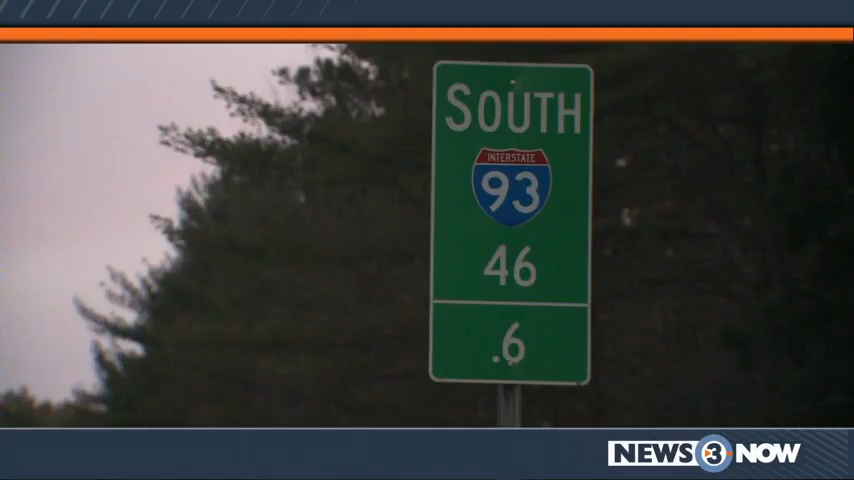 SOUTH
INTERSTATE
93
46
.6
NEWS 3 NOW